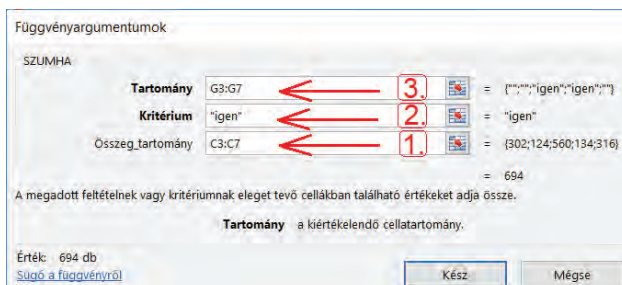 Függvényargumentumok
SZUMHA
Tartomány G3:G7 3. = {"";"";"igen";"igen";""}
Kritérium "igen" 2. = "igen"
Összeg_tartomány C3:C7 1. = {302;124;560;134;316}
= 694
A megadott feltételnek vagy kritériumnak eleget tevő cellákban található értékeket adja össze.
Tartomány a kiértékelendő cellatartomány.
Érték: 694 db
Súgó a függvényről Kész Mégse